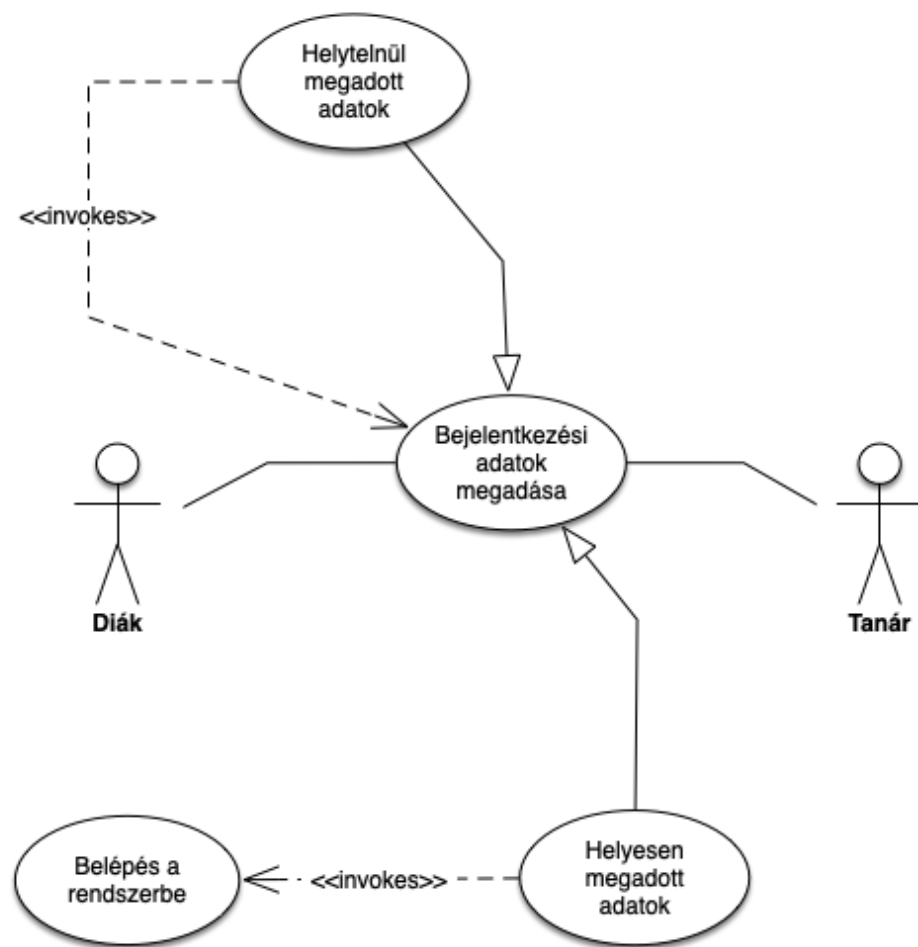 Helytelnül
megadott
adatok
<<invokes>>
Bejelentkezési
adatok
megadása
Diák
Tanár
Belépés a
rendszerbe
<<invokes>>
Helyesen
megadott
adatok